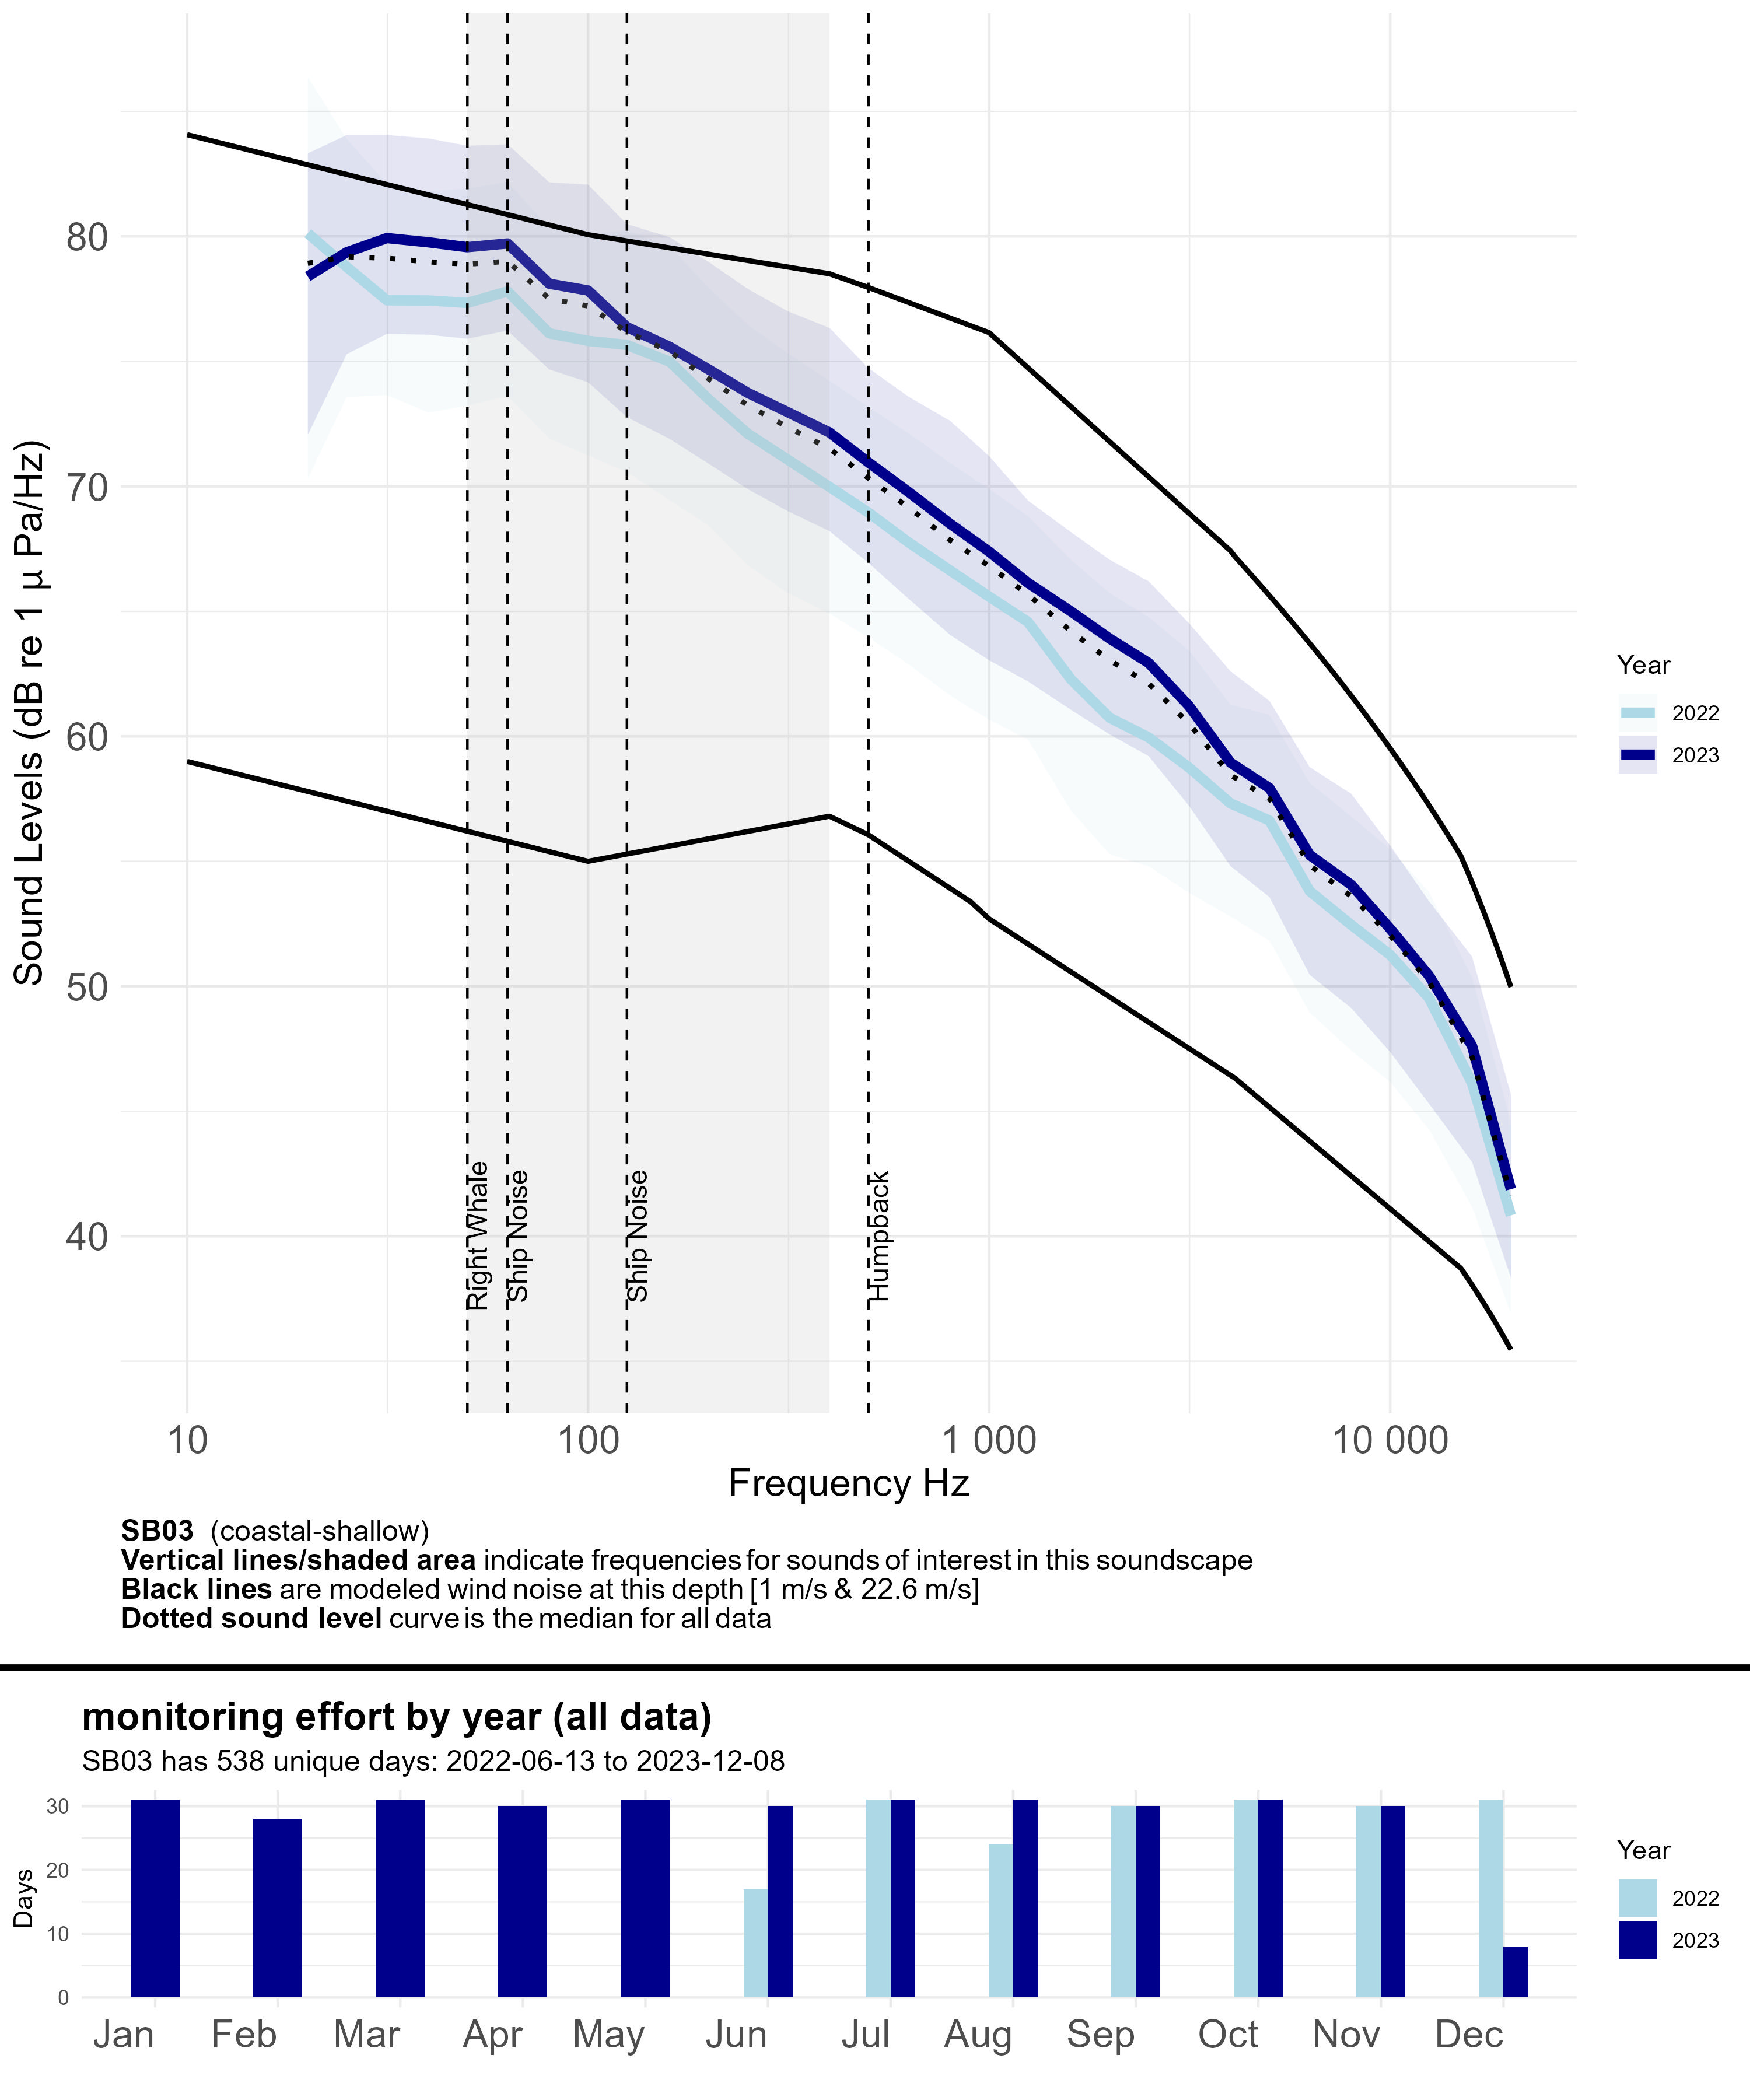 80
70
60
50
40
Sound Levels (dB re 1 µ Pa/Hz)
Right Whale
Ship Noise
Ship Noise
Humpback
10
100
1 000
10 000
Frequency Hz
Year
2022
2023
SB03 (coastal-shallow)
Vertical lines/shaded area indicate frequencies for sounds of interest in this soundscape
Black lines are modeled wind noise at this depth [1 m/s & 22.6 m/s]
Dotted sound level curve is the median for all data
monitoring effort by year (all data)
SB03 has 538 unique days: 2022-06-13 to 2023-12-08
30
20
10
0
Days
Jan
Feb
Mar
Apr
May
Jun
Jul
Aug
Sep
Oct
Nov
Dec
Year
2022
2023